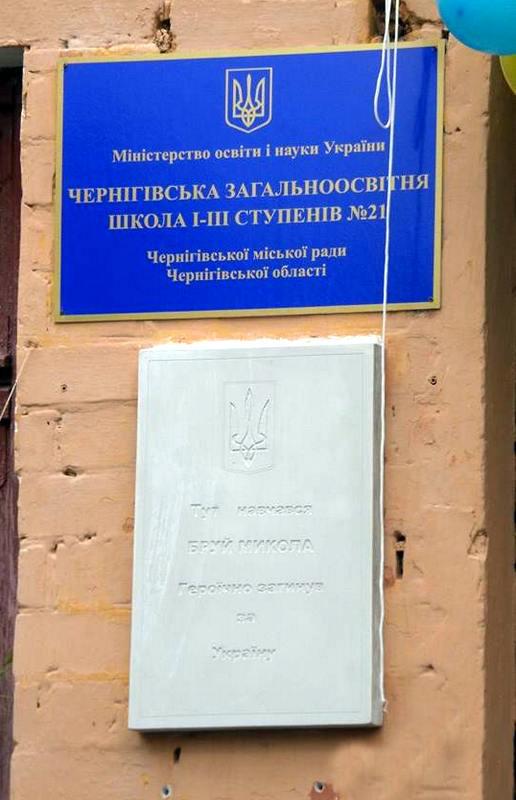 Міністерство освіти і науки України
ЧЕРНІГІВСЬКА ЗАГАЛЬНООСВІТНЯ
ШКОЛА І-ІІІ СТУПЕНІВ №21
Чернігівської міської ради
Чернігівської області
Тут навчався
БРУЙ МИКОЛА
Героїчно загинув
за
Україну